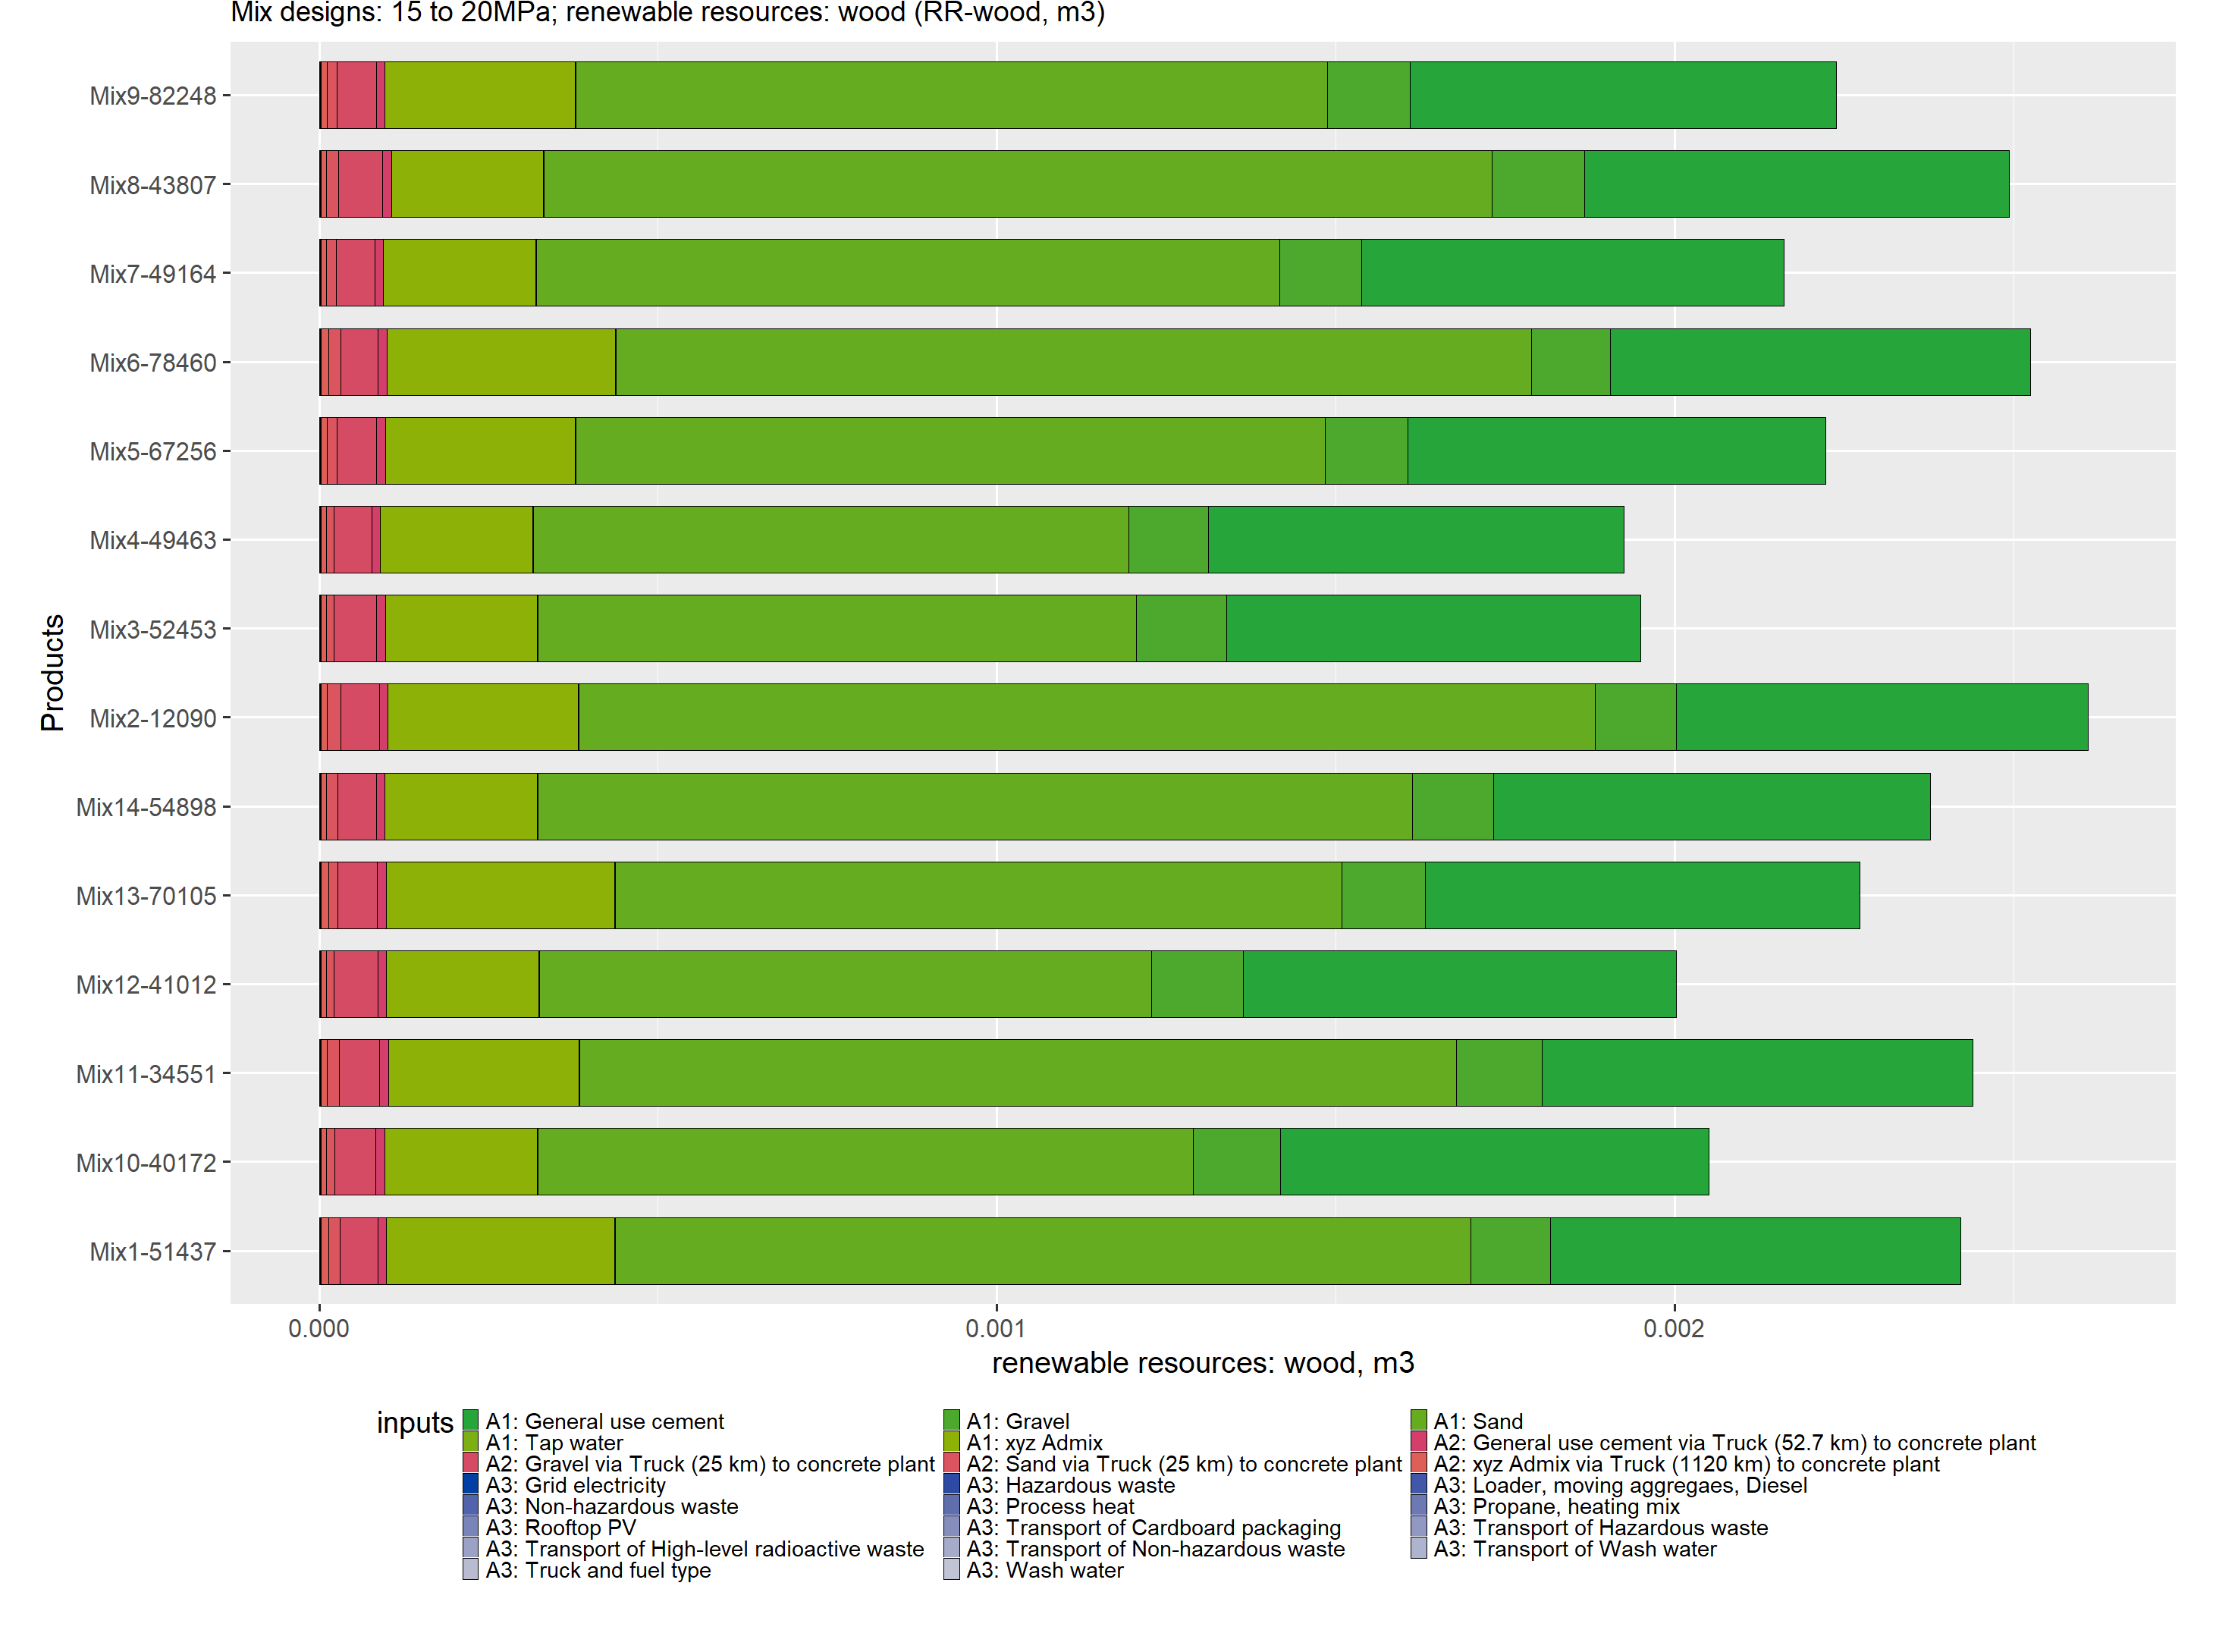 Mix designs: 15 to 20MPa; renewable resources: wood (RR-wood, m3)
Products
Mix9-82248
Mix8-43807
Mix7-49164
Mix6-78460
Mix5-67256
Mix4-49463
Mix3-52453
Mix2-12090
Mix14-54898
Mix13-70105
Mix12-41012
Mix11-34551
Mix10-40172
Mix1-51437
0.000 0.001 0.002
renewable resources: wood, m3
inputs
A1: General use cement A1: Gravel A1: Sand
A1: Tap water A1: xyz Admix A2: General use cement via Truck (52.7 km) to concrete plant
A2: Gravel via Truck (25 km) to concrete plant A2: Sand via Truck (25 km) to concrete plant A2: xyz Admix via Truck (1120 km) to concrete plant
A3: Grid electricity A3: Hazardous waste A3: Loader, moving aggregaes, Diesel
A3: Non-hazardous waste A3: Process heat A3: Propane, heating mix
A3: Rooftop PV A3: Transport of Cardboard packaging A3: Transport of Hazardous waste
A3: Transport of High-level radioactive waste A3: Transport of Non-hazardous waste A3: Transport of Wash water
A3: Truck and fuel type A3: Wash water